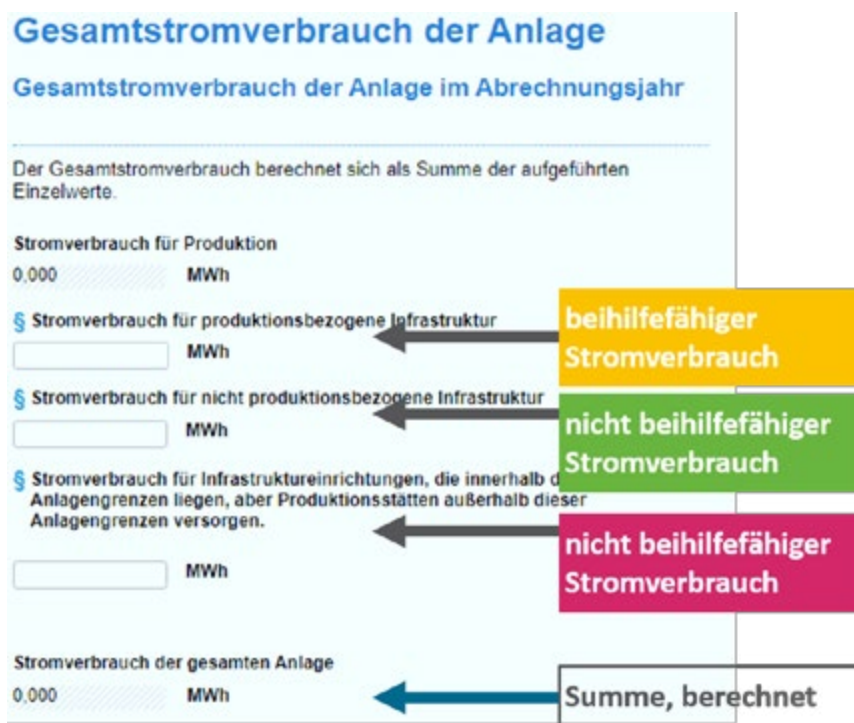 Gesamtstromverbrauch der Anlage
Gesamtstromverbrauch der Anlage im Abrechnungsjahr
Der Gesamtstromverbrauch berechnet sich als Summe der aufgeführten
Einzelwerte.
Stromverbrauch für Produktion
0,000 MWh
§ Stromverbrauch für produktionsbezogene Infrastruktur
MWh
beihilfefähiger
Stromverbrauch
§ Stromverbrauch für nicht produktionsbezogene Infrastruktur
MWh
nicht beihilfefähiger
Stromverbrauch
§ Stromverbrauch für Infrastruktureinrichtungen, die innerhalb d
Anlagengrenzen liegen, aber Produktionsstätten außerhalb dieser
Anlagengrenzen versorgen.
MWh
nicht beihilfefähiger
Stromverbrauch
Stromverbrauch der gesamten Anlage
0,000 MWh
Summe, berechnet